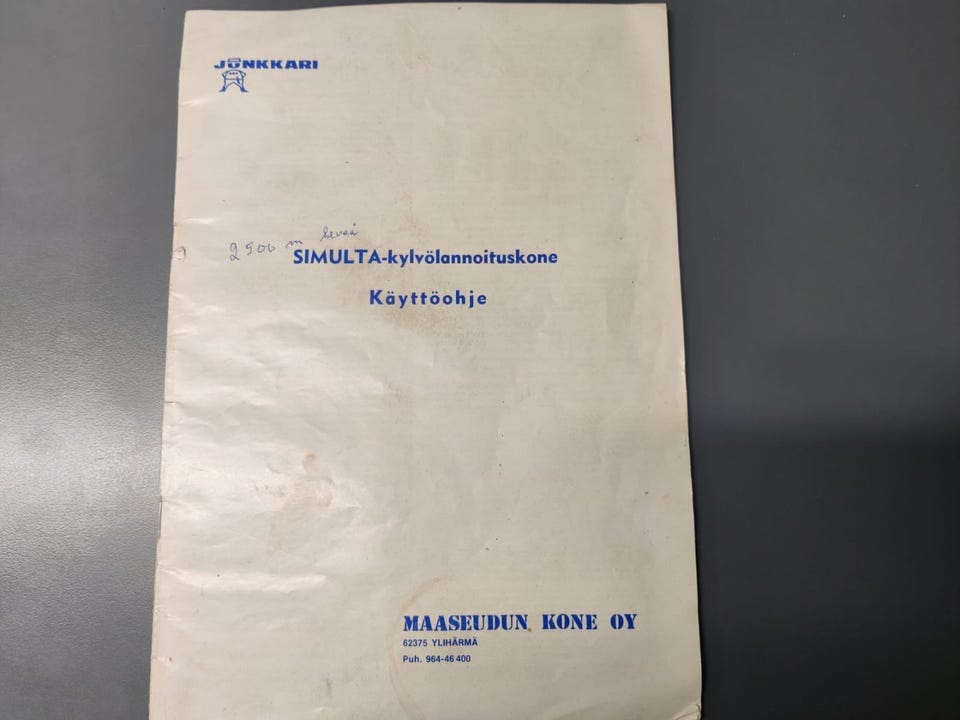 JUNKKARI
2500 m leveä
SIMULTA-kylvölannoituskone
Käyttöohje
MAASEUDUN KONE OY
62375 YLIHÄRMÄ
Puh. 964-46 400